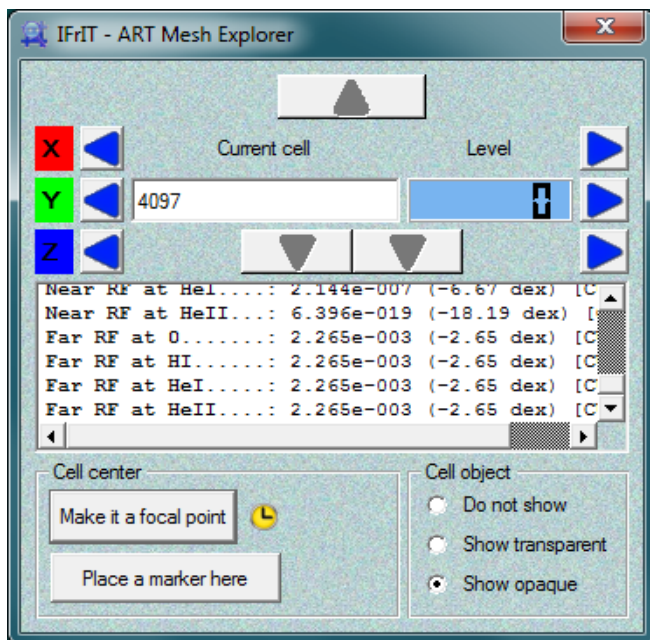 IFrIT - ART Mesh Explorer
X
Current cell
Level
Y
4097
0
Z
Near RF at HeI....: 2.144e-007 (-6.67 dex) [C
Near RF at HeII...: 6.396e-019 (-18.19 dex) [
Far RF at 0.......: 2.265e-003 (-2.65 dex) [C
Far RF at HI......: 2.265e-003 (-2.65 dex) [C
Far RF at HeI.....: 2.265e-003 (-2.65 dex) [C
Far RF at HeII....: 2.265e-003 (-2.65 dex) [C
Cell center
Make it a focal point
Place a marker here
Cell object
Do not show
Show transparent
Show opaque